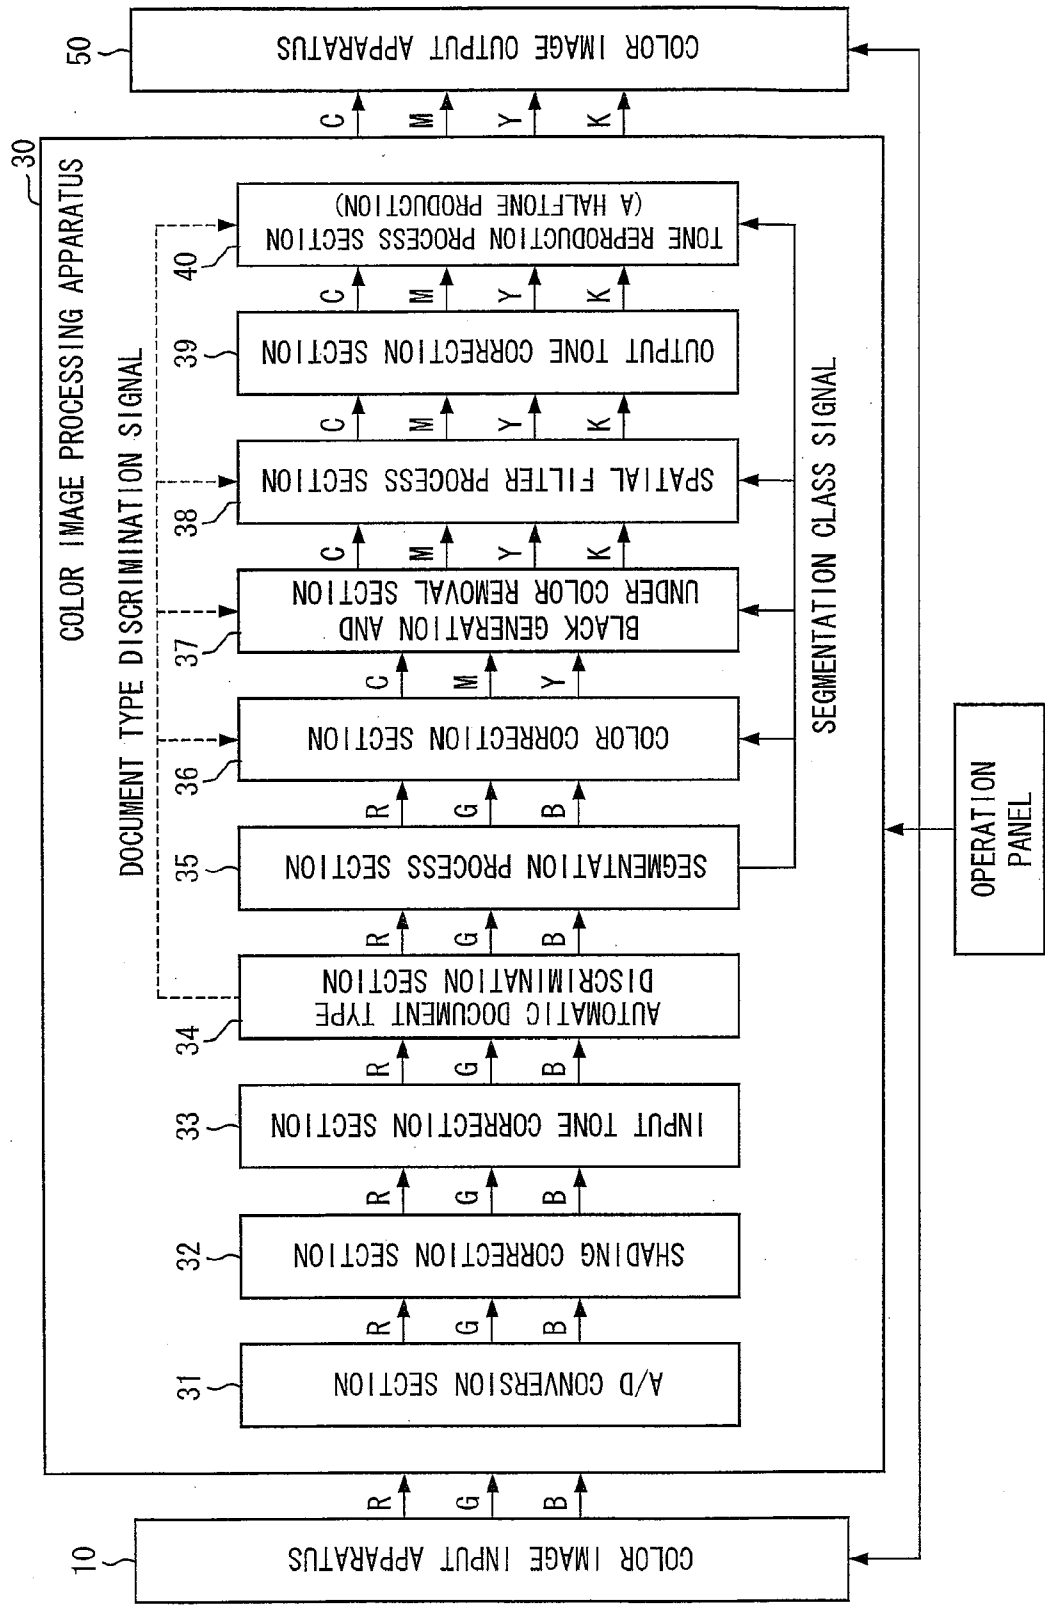 30
COLOR IMAGE PROCESSING APPARATUS
DOCUMENT TYPE DISCRIMINATION SIGNAL
10
COLOR IMAGE INPUT APPARATUS
R
G
B
31
A/D CONVERSION SECTION
R
G
B
32
SHADING CORRECTION SECTION
R
G
B
33
INPUT TONE CORRECTION SECTION
R
G
B
34
AUTOMATIC DOCUMENT TYPE
DISCRIMINATION SECTION
R
G
B
35
SEGMENTATION PROCESS SECTION
R
G
B
36
COLOR CORRECTION SECTION
C
M
Y
37
BLACK GENERATION AND
UNDER COLOR REMOVAL SECTION
C
M
Y
K
38
SPATIAL FILTER PROCESS SECTION
C
M
Y
K
39
OUTPUT TONE CORRECTION SECTION
C
M
Y
K
40
TONE REPRODUCTION PROCESS SECTION
(A HALFTONE PRODUCTION)
C
M
Y
K
50
COLOR IMAGE OUTPUT APPARATUS
SEGMENTATION CLASS SIGNAL
OPERATION
PANEL